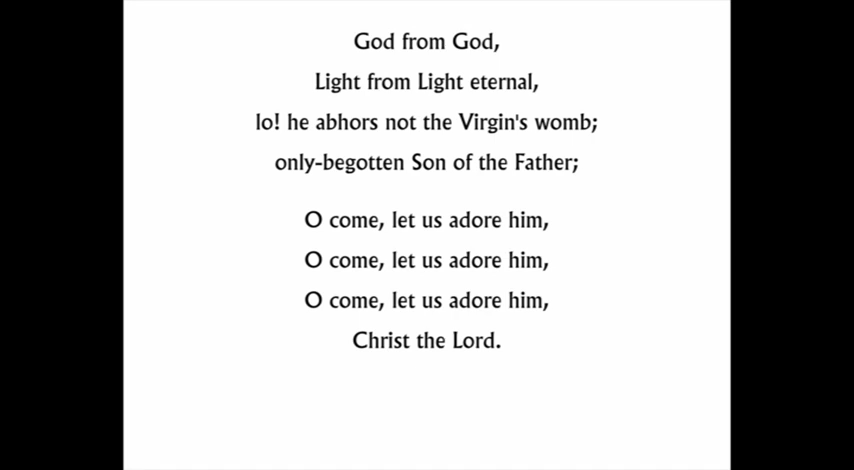 God from God,
Light from Light eternal,
lo! he abhors not the Virgin's womb;
only-begotten Son of the Father;
O come, let us adore him,
O come, let us adore him,
O come, let us adore him,
Christ the Lord.